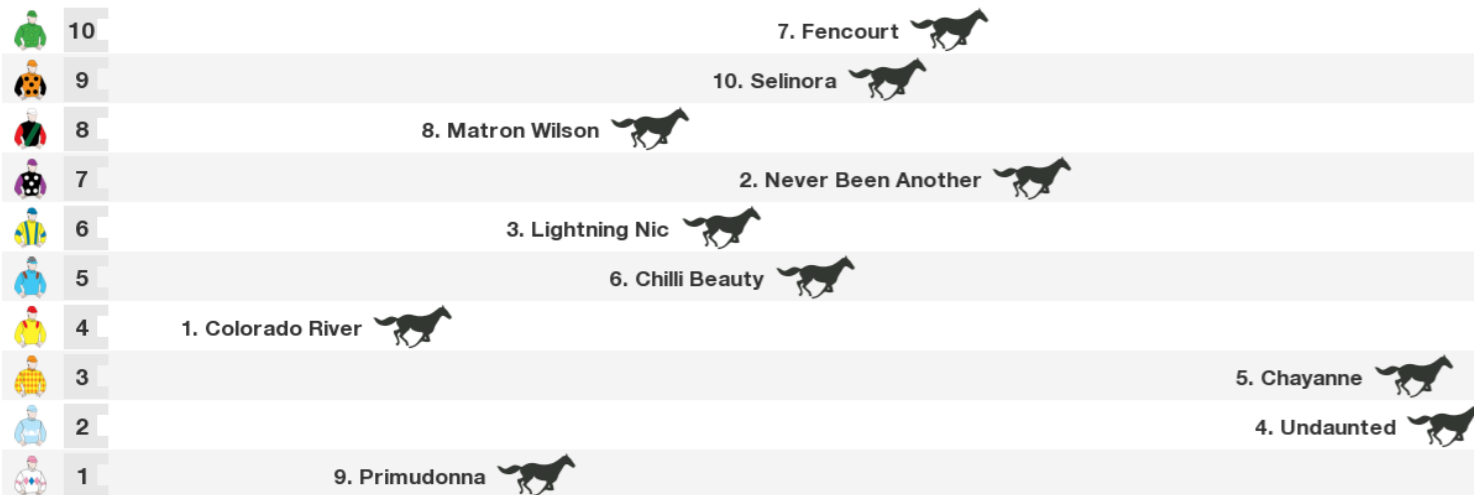 10 7. Fencourt
9 10. Selinora
8 8. Matron Wilson
7 2. Never Been Another
6 3. Lightning Nic
5 6. Chilli Beauty
4 1. Colorado River
3 5. Chayanne
2 4. Undaunted
1 9. Primudonna